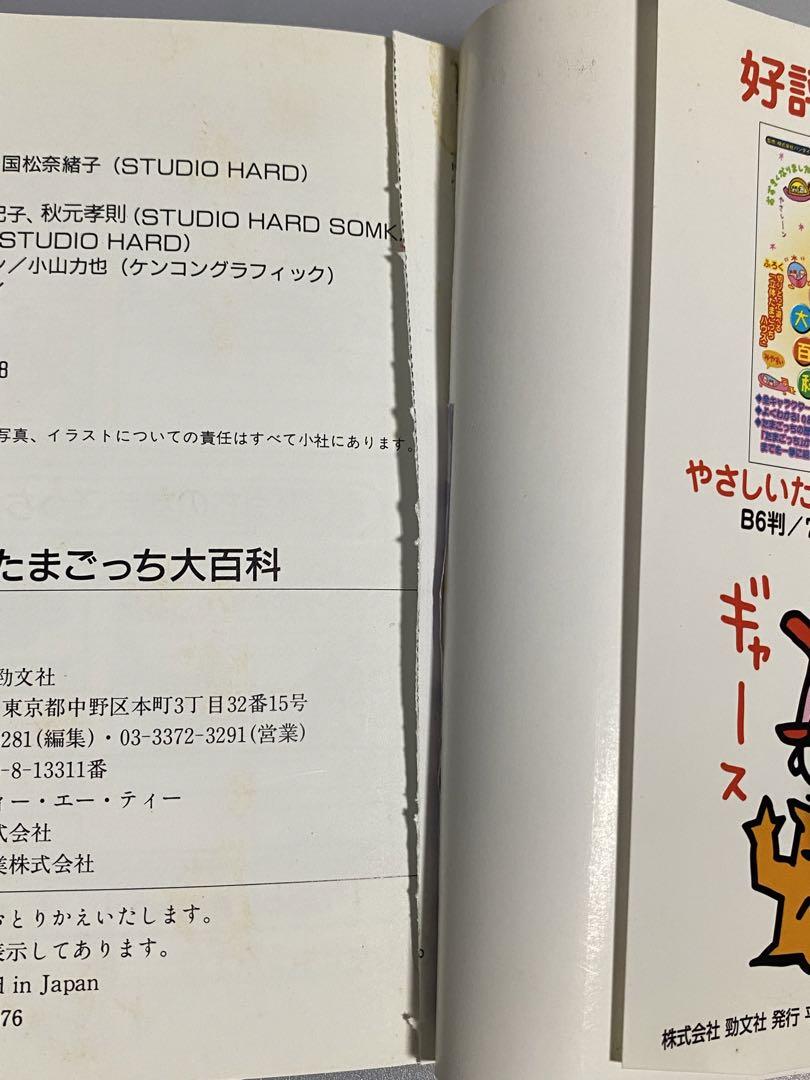 国松奈緒子(STUDIO HARD)
子、秋元孝則(STUDIO HARD SOMK.
STUDIO HARD)
ン/小山力也(ケンコングラフィック)
写真、イラストについての責任はすべて小社にあります。
たまごっち大百科
勁文社
東京都中野区本町3丁目32番15号
281(編集)・03-3372-3291(営業)
-8-13311番
ィー・エー・ティー
式会社
業株式会社
おとりかえいたします。
表示してあります。
in Japan
76
好評
ふろく
大
百
科
やさしいた
B6判/
ギャース
株式会社 勁文社 発行